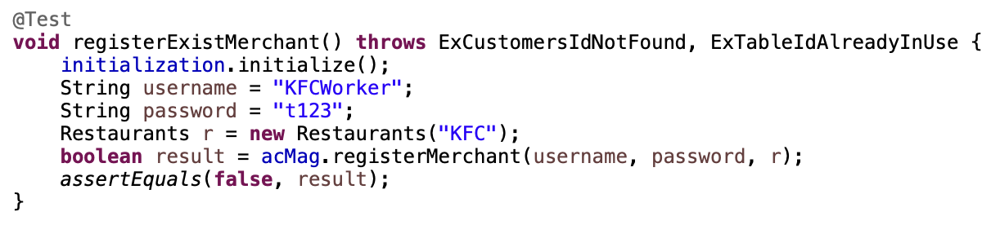 @Test
void registerExistMerchant() throws ExCustomersIdNotFound, ExTableIdAlreadyInUse {
    initialization.initialize();
    String username = "KFCWorker";
    String password = "t123";
    Restaurants r = new Restaurants("KFC");
    boolean result = acMag.registerMerchant(username, password, r);
    assertEquals(false, result);
}